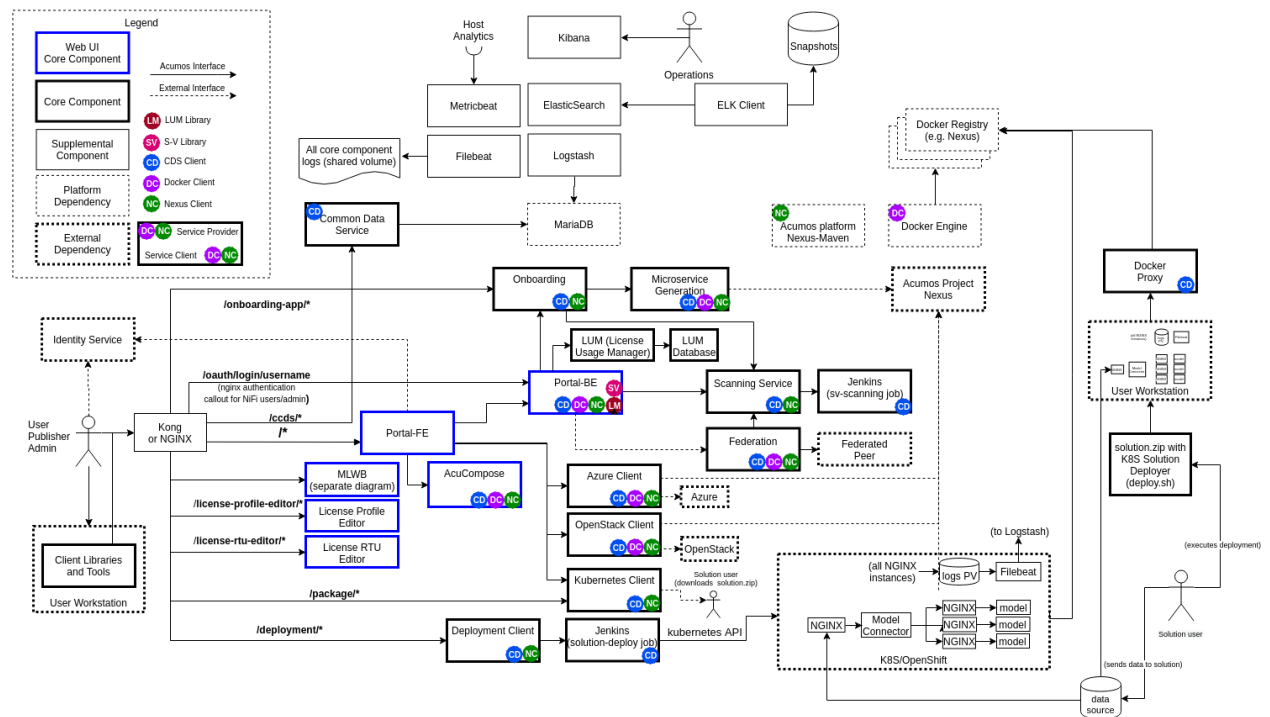 Legend
Web UI
Core Component
Core Component
Supplemental
Component
Platform
Dependency
External
Dependency
Acumos Interface
External Interface
LM LUM Library
SV S-V Library
CD CDS Client
DC Docker Client
NC Nexus Client
DC NC Service Provider
Service Client DC NC
Host
Analytics
Metricbeat
Filebeat
All core component
logs (shared volume)
Kibana
ElasticSearch
Logstash
MariaDB
Operations
ELK Client
Snapshots
CD
Common Data
Service
NC
Acumos platform
Nexus-Maven
Docker Registry
(e.g. Nexus)
DC
Docker Engine
Onboarding
CD NC
Microservice
Generation
CD DC NC
Acumos Project
Nexus
Docker
Proxy
CD
/onboarding-app/*
Identity Service
LUM (License
Usage Manager)
LUM
Database
/oauth/login/username
(nginx authentication
callout for NiFi users/admin)
Portal-BE
SV
CD DC NC LM
Scanning Service
CD NC
Jenkins
(sv-scanning job)
CD
User Workstation
User
Publisher
Admin
Kong
or NGINX
/ccds/*
/*
Portal-FE
Federation
CD DC NC
Federated
Peer
solution.zip with
K8S Solution
Deployer
(deploy.sh)
MLWB
(separate diagram)
AcuCompose
CD DC NC
Azure Client
CD DC NC
Azure
/license-profile-editor/*
License Profile
Editor
OpenStack Client
CD DC NC
OpenStack
/license-rtu-editor/*
License RTU
Editor
Client Libraries
and Tools
User Workstation
Kubernetes Client
CD NC
Solution user
(downloads solution.zip)
/package/*
/deployment/*
Deployment Client
CD NC
Jenkins
(solution-deploy job)
CD
kubernetes API
(to Logstash)
(all NGINX
instances)
logs PV
Filebeat
NGINX
Model
Connector
NGINX
model
NGINX
model
NGINX
model
K8S/OpenShift
(executes deployment)
Solution user
(sends data to solution)
data
source